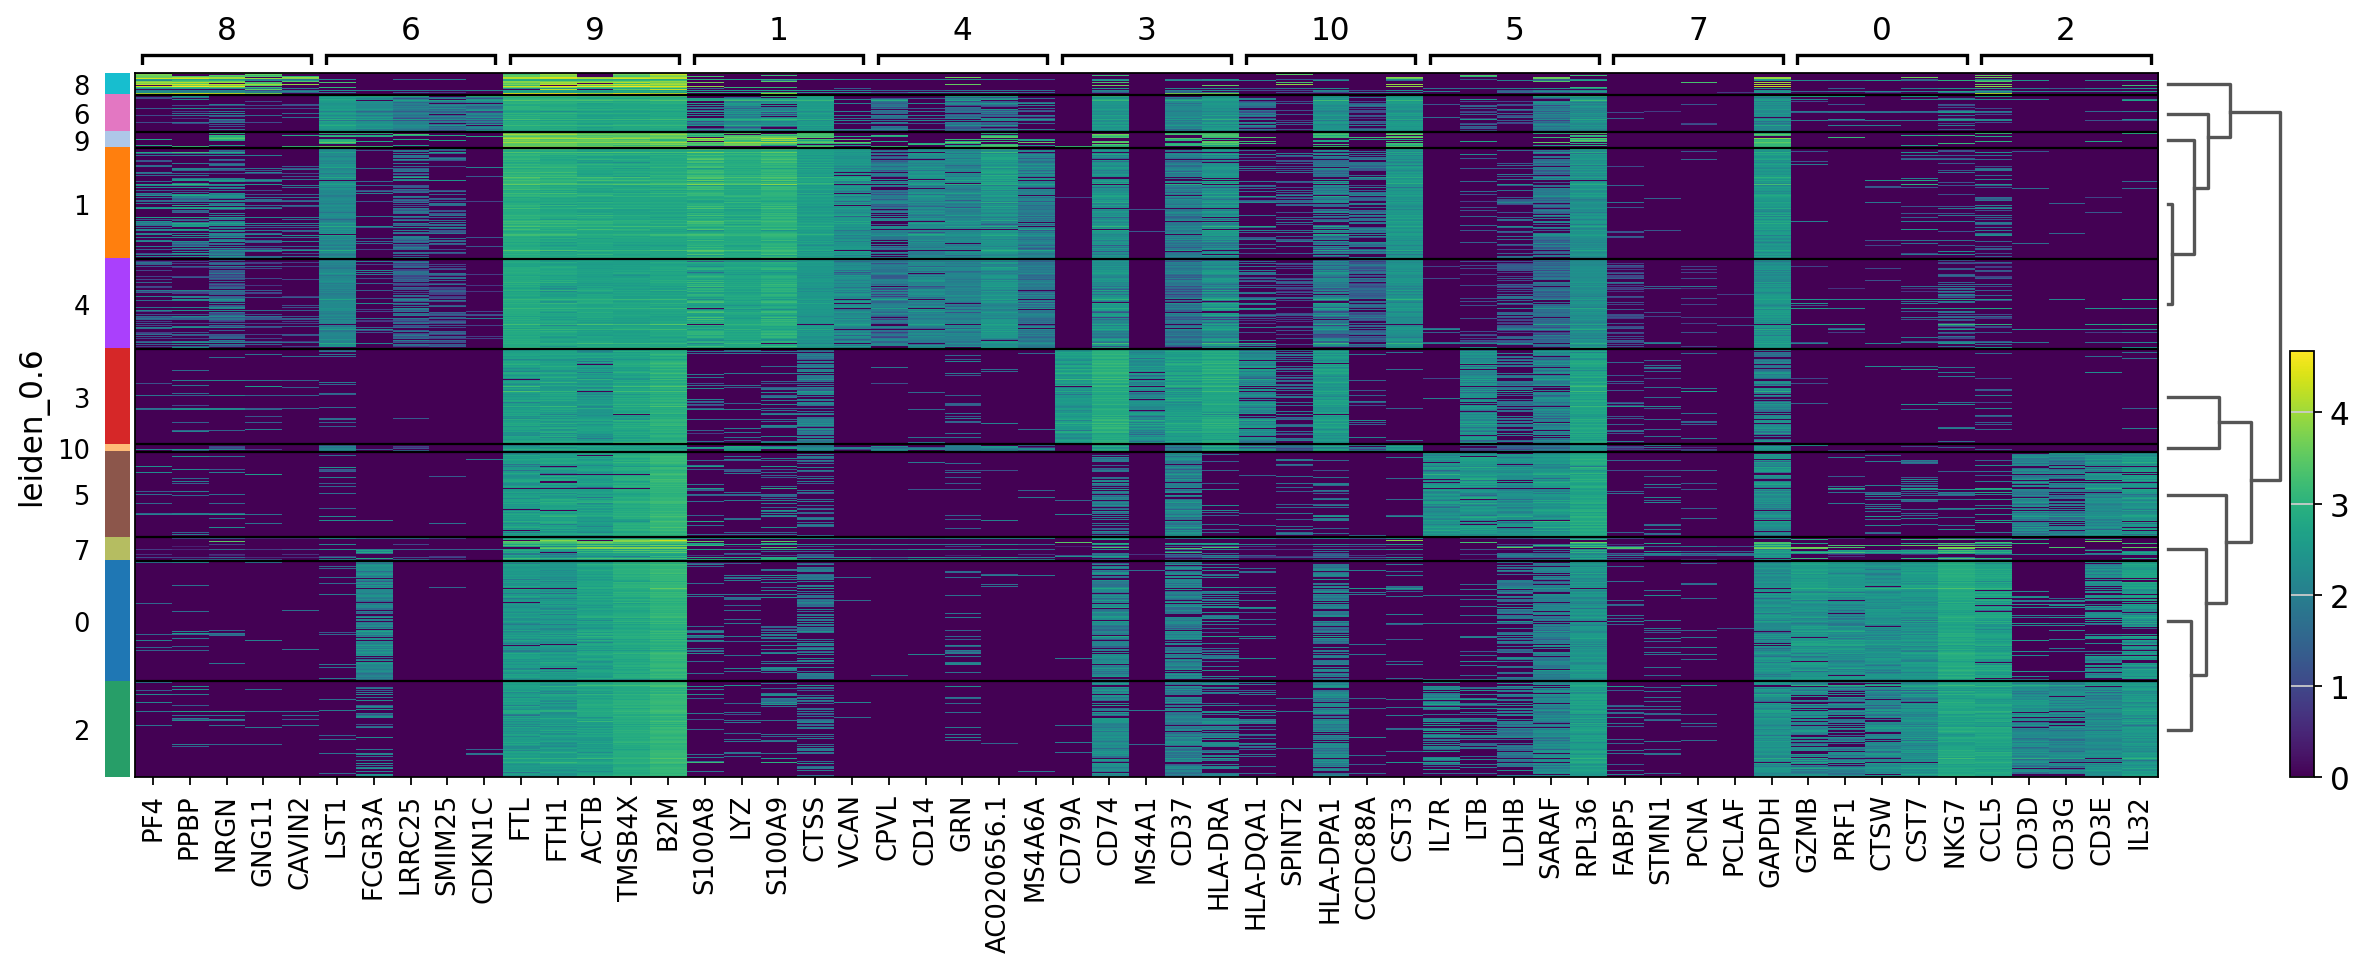 8 6 9 1 4 3 10 5 7 0 2
leiden_0.6
8
6
9
1
4
3
10
5
7
0
2
4
3
2
1
0
PF4
PPBP
NRGN
GNG11
CAVIN2
LST1
FCGR3A
LRRC25
SMIM25
CDKN1C
FTL
FTH1
ACTB
TMSB4X
B2M
S100A8
LYZ
S100A9
CTSS
VCAN
CPVL
CD14
GRN
AC020656.1
MS4A6A
CD79A
CD74
MS4A1
CD37
HLA-DRA
HLA-DQA1
SPINT2
HLA-DPA1
CCDC88A
CST3
IL7R
LTB
LDHB
SARAF
RPL36
FABP5
STMN1
PCNA
PCLAF
GAPDH
GZMB
PRF1
CTSW
CST7
NKG7
CCL5
CD3D
CD3G
CD3E
IL32